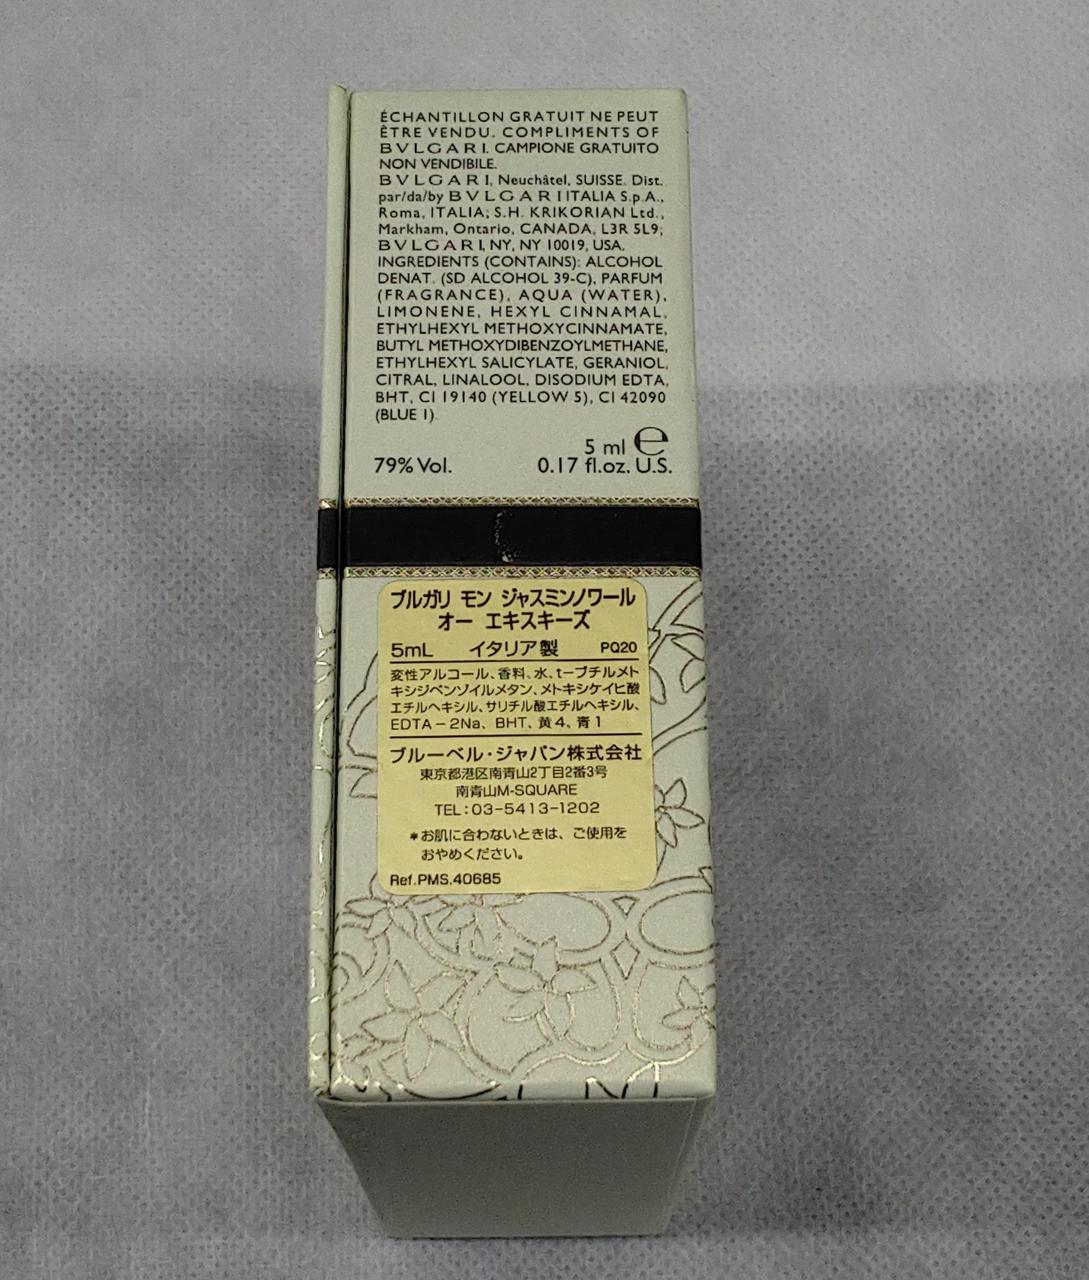 ÉCHANTILLON GRATUIT NE PEUT
ÊTRE VENDU. COMPLIMENTS OF
BVLGARI. CAMPIONE GRATUITO
NON VENDIBILE.
BVLGARI, Neuchâtel, SUISSE. Dist.
par/da/by BVLGARI ITALIA S.p.A.,
Roma, ITALIA; S.H. KRIKORIAN Ltd.,
Markham, Ontario, CANADA, L3R 5L9;
BVLGARI, NY, NY 10019, USA.
INGREDIENTS (CONTAINS): ALCOHOL
DENAT. (SD ALCOHOL 39-C), PARFUM
(FRAGRANCE), AQUA (WATER),
LIMONENE, HEXYL CINNAMAL,
ETHYLHEXYL METHOXYCINNAMATE,
BUTYL METHOXYDIBENZOYLMETHANE,
ETHYLHEXYL SALICYLATE, GERANIOL,
CITRAL, LINALOOL, DISODIUM EDTA,
BHT, CI 19140 (YELLOW 5), CI 42090
(BLUE 1).
5 ml ℮
79% Vol. 0.17 fl.oz. U.S.
ブルガリ モン ジャスミンノワール
オー エキスキーズ
5mL イタリア製 PQ20
変性アルコール、香料、水、t-ブチルメト
キシジベンゾイルメタン、メトキシケイヒ酸
エチルヘキシル、サリチル酸エチルヘキシル、
EDTA-2Na、BHT、黄4、青1
ブルーベル・ジャパン株式会社
東京都港区南青山2丁目2番3号
南青山M-SQUARE
TEL:03-5413-1202
*お肌に合わないときは、ご使用を
おやめください。
Ref.PMS.40685